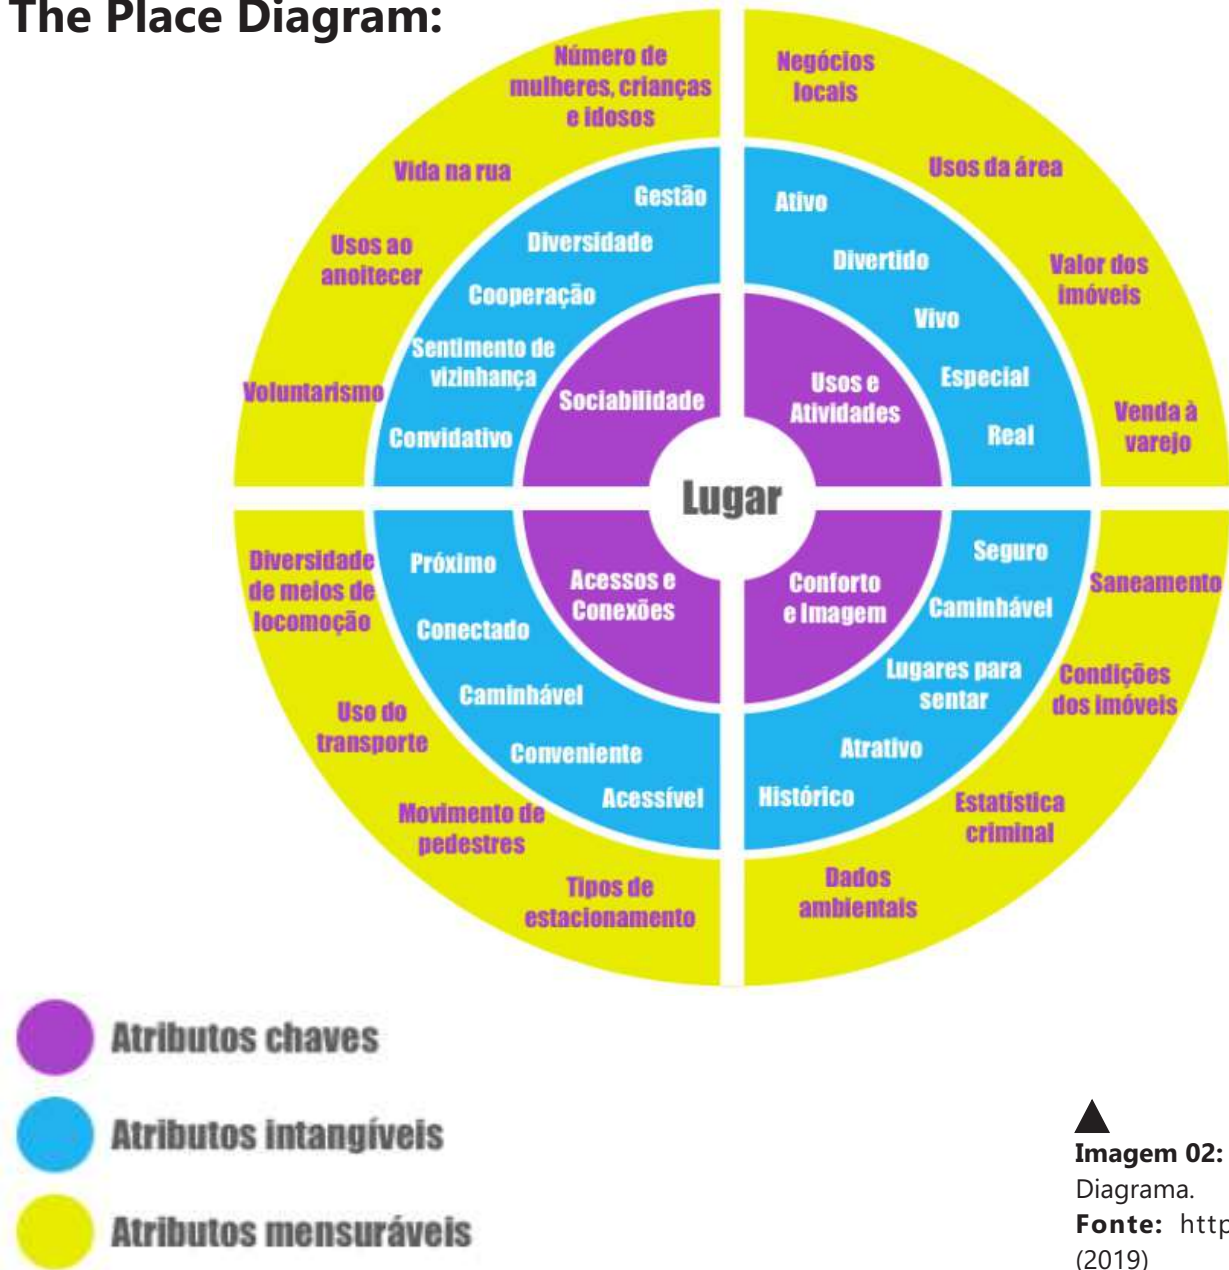 The Place Diagram:
Número de
mulheres, crianças
e idosos
Vida na rua
Usos ao
anoitecer
Voluntarismo
Gestão
Diversidade
Cooperação
Sentimento de
vizinhança
Convidativo
Sociabilidade
Negócios
locais
Usos da área
Valor dos
imóveis
Venda à
varejo
Ativo
Divertido
Vivo
Especial
Real
Usos e
Atividades
Lugar
Diversidade
de meios de
locomoção
Uso do
transporte
Movimento de
pedestres
Tipos de
estacionamento
Próximo
Conectado
Caminhável
Conveniente
Acessível
Acessos e
Conexões
Conforto
e Imagem
Seguro
Caminhável
Lugares para
sentar
Atrativo
Histórico
Saneamento
Condições
dos imóveis
Estatística
criminal
Dados
ambientais
Atributos chaves
Atributos intangíveis
Atributos mensuráveis
Imagem 02:
Diagrama.
Fonte: http
(2019)